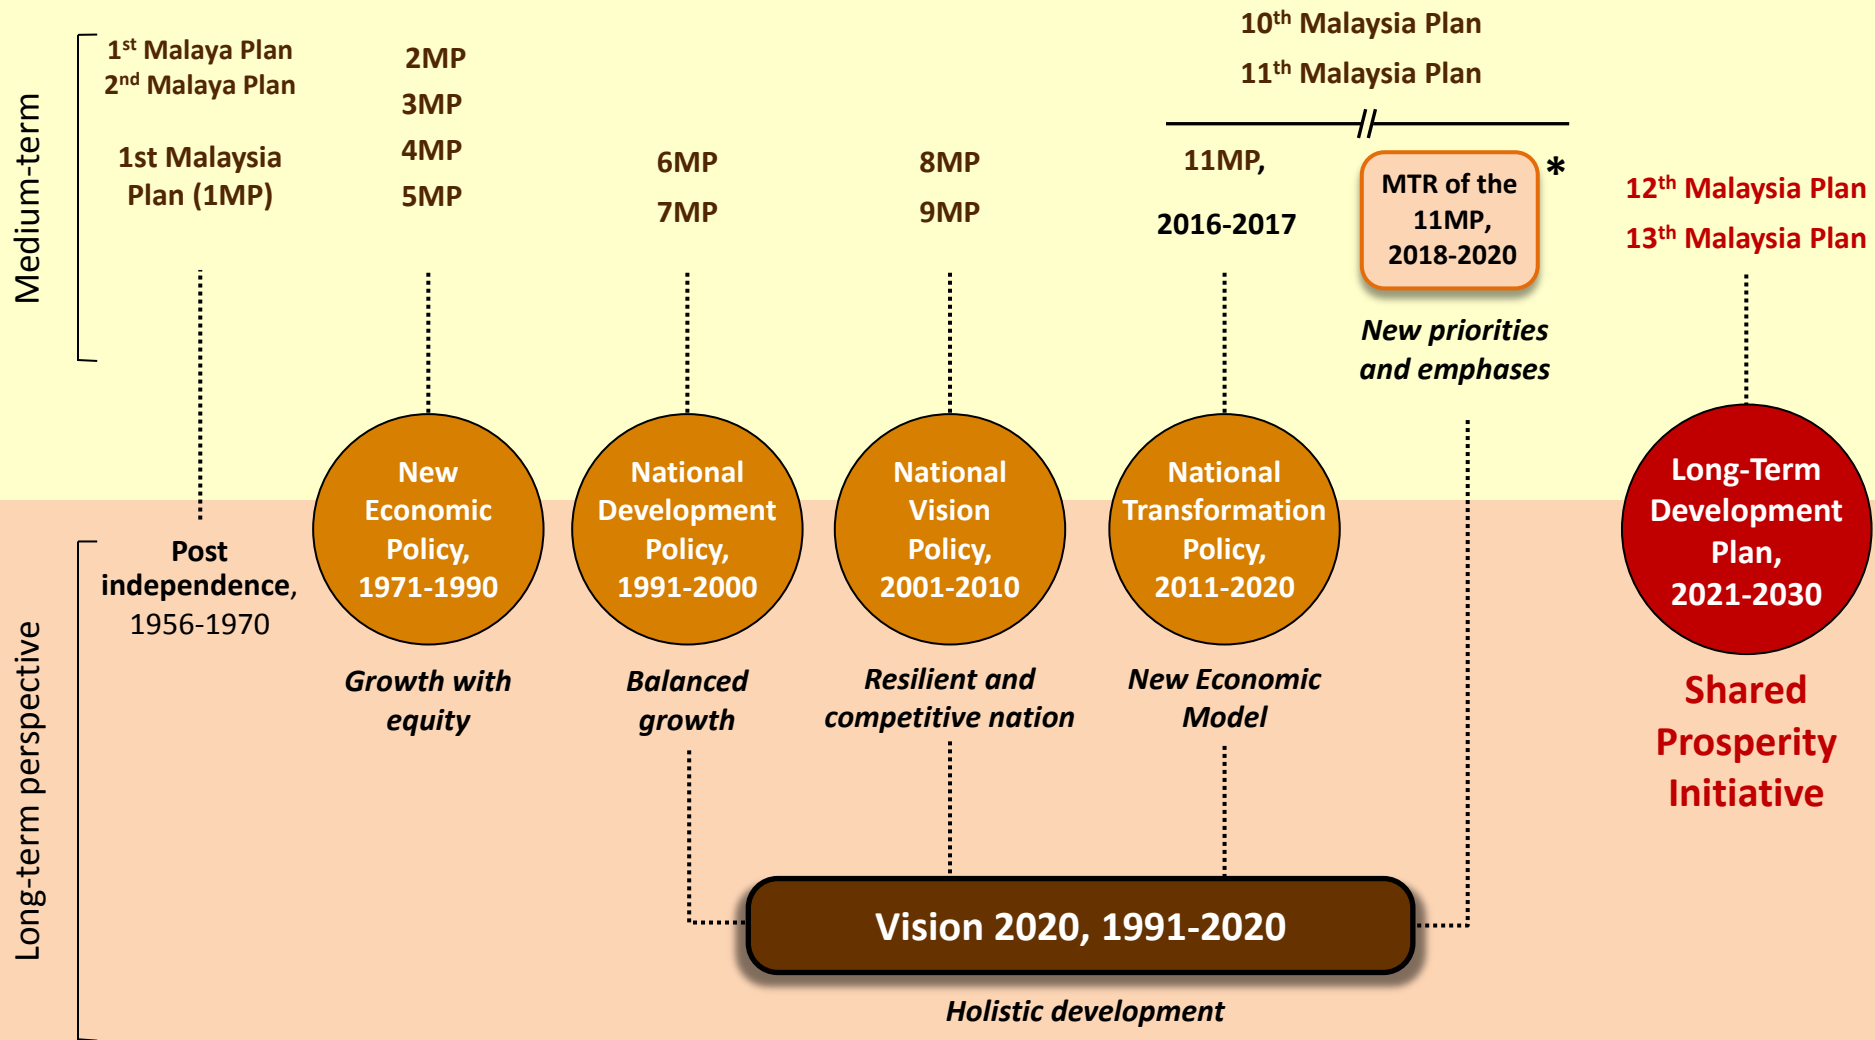 Medium-term
1st Malaya Plan
2nd Malaya Plan
1st Malaysia
Plan (1MP)
2MP
3MP
4MP
5MP
6MP
7MP
8MP
9MP
10th Malaysia Plan
11th Malaysia Plan
11MP,
2016-2017
MTR of the
11MP,
2018-2020
*
New priorities
and emphases
12th Malaysia Plan
13th Malaysia Plan
Long-term perspective
Post
independence,
1956-1970
New
Economic
Policy,
1971-1990
Growth with
equity
National
Development
Policy,
1991-2000
Balanced
growth
National
Vision
Policy,
2001-2010
Resilient and
competitive nation
National
Transformation
Policy,
2011-2020
New Economic
Model
Long-Term
Development
Plan,
2021-2030
Shared
Prosperity
Initiative
Vision 2020, 1991-2020
Holistic development